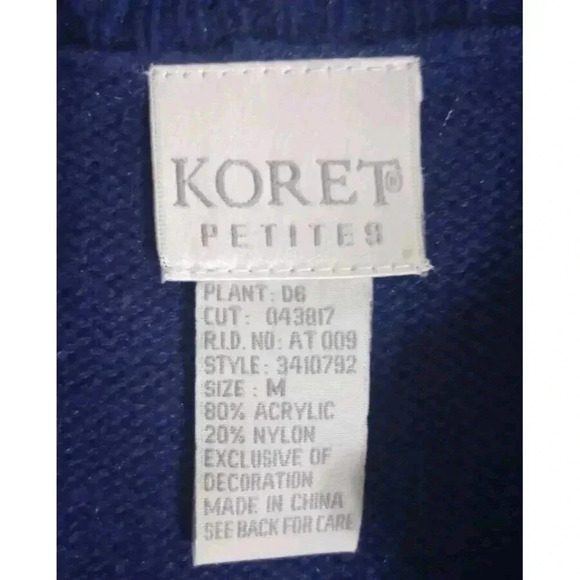 KORET®
PETITES
PLANT: D6
CUT: 043817
R.I.D. NO: AT 009
STYLE: 3410792
SIZE : M
80% ACRYLIC
20% NYLON
EXCLUSIVE OF
DECORATION
MADE IN CHINA
SEE BACK FOR CARE